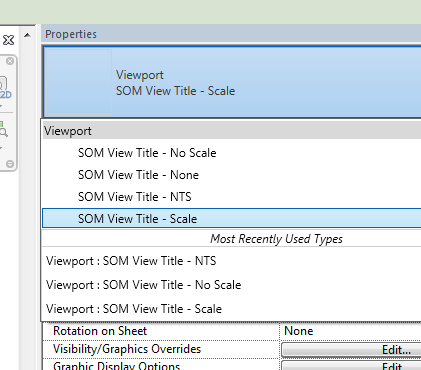 Properties
Viewport
SOM View Title - Scale
Viewport
SOM View Title - No Scale
SOM View Title - None
SOM View Title - NTS
SOM View Title - Scale
Most Recently Used Types
Viewport : SOM View Title - NTS
Viewport : SOM View Title - No Scale
Viewport : SOM View Title - Scale
Rotation on Sheet None
Visibility/Graphics Overrides Edit...
Graphic Display Options Edit...
2D